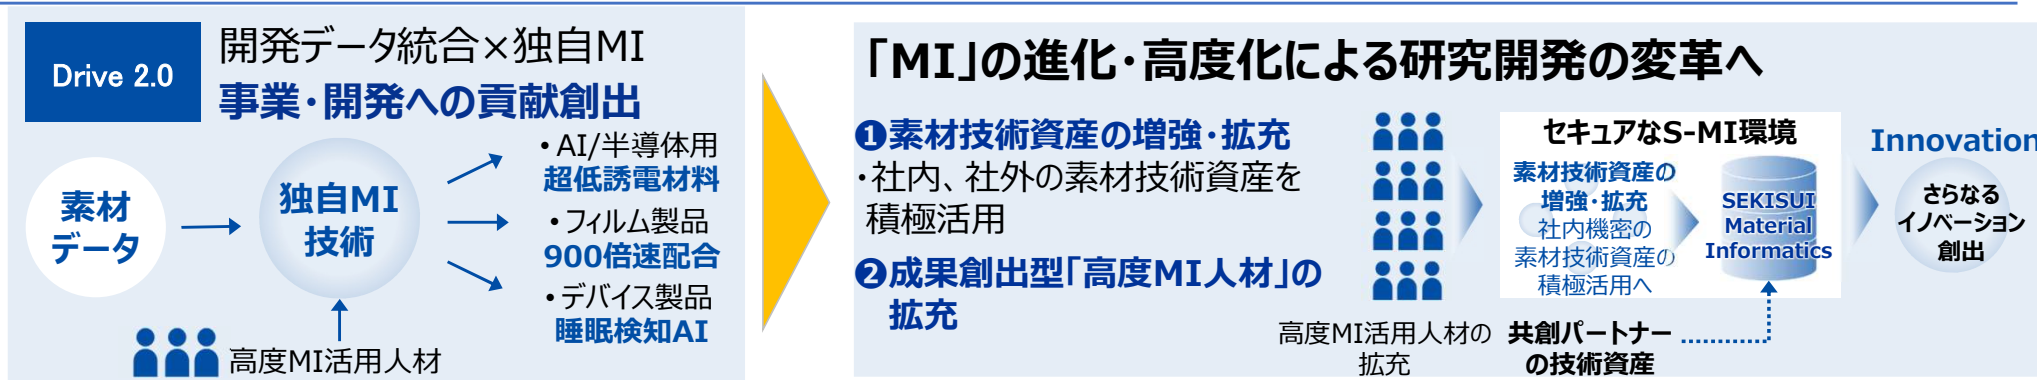 Drive 2.0
開発データ統合×独自MI
事業・開発への貢献創出
素材
データ
独自MI
技術
・AI/半導体用
超低誘電材料
・フィルム製品
900倍速配合
・デバイス製品
睡眠検知AI
高度MI活用人材
「MI」の進化・高度化による研究開発の変革へ
❶素材技術資産の増強・拡充
・社内、社外の素材技術資産を
積極活用
❷成果創出型「高度MI人材」の
拡充
高度MI活用人材の
拡充
セキュアなS-MI環境
素材技術資産の
増強・拡充
社内機密の
素材技術資産の
積極活用へ
SEKISUI
Material
Informatics
共創パートナー
の技術資産
Innovation
さらなる
イノベーション
創出